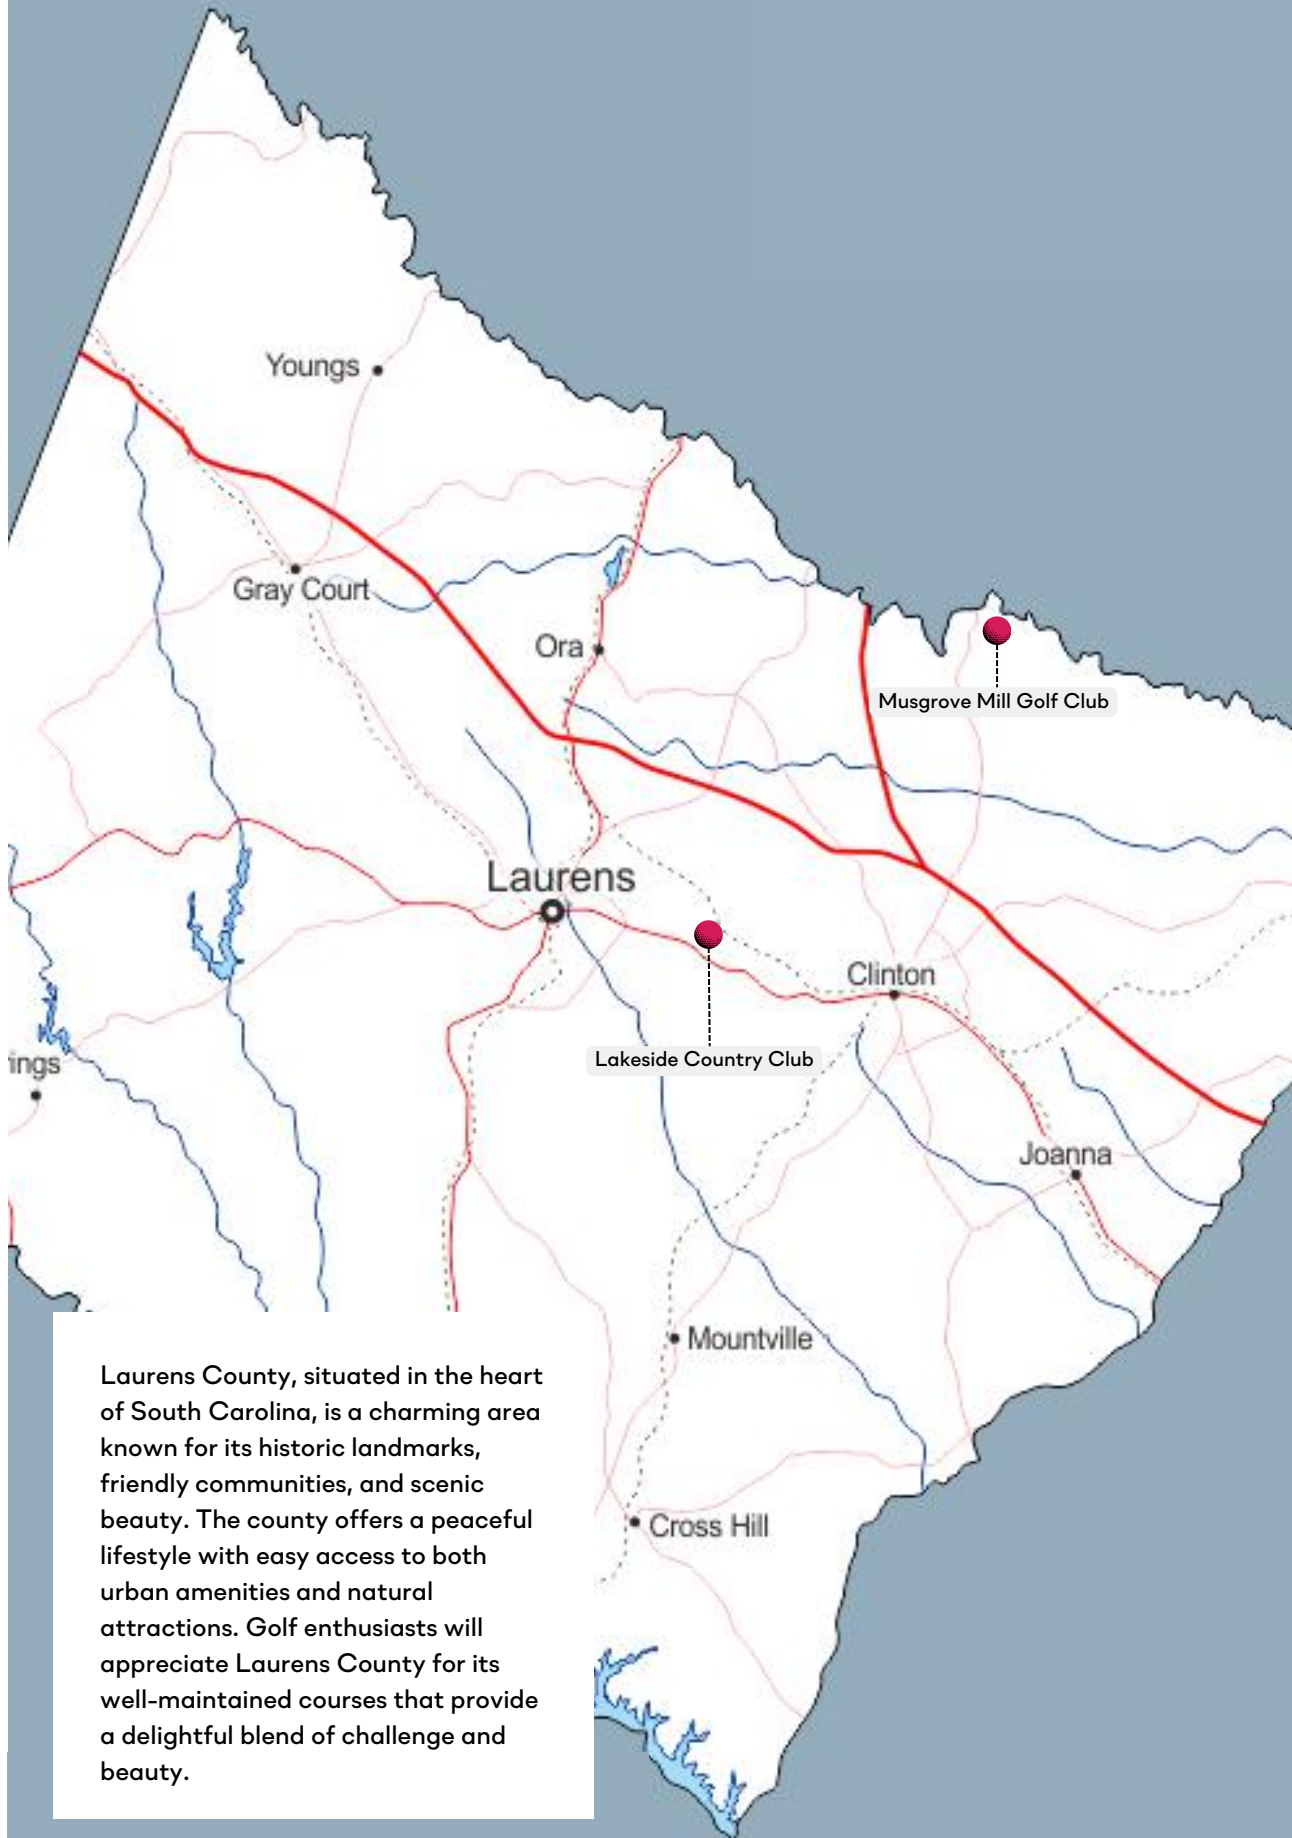 Youngs
Gray Court
Ora
Musgrove Mill Golf Club
Laurens
Clinton
Lakeside Country Club
rings
Joanna
Mountville
Cross Hill
Laurens County, situated in the heart
of South Carolina, is a charming area
known for its historic landmarks,
friendly communities, and scenic
beauty. The county offers a peaceful
lifestyle with easy access to both
urban amenities and natural
attractions. Golf enthusiasts will
appreciate Laurens County for its
well-maintained courses that provide
a delightful blend of challenge and
beauty.